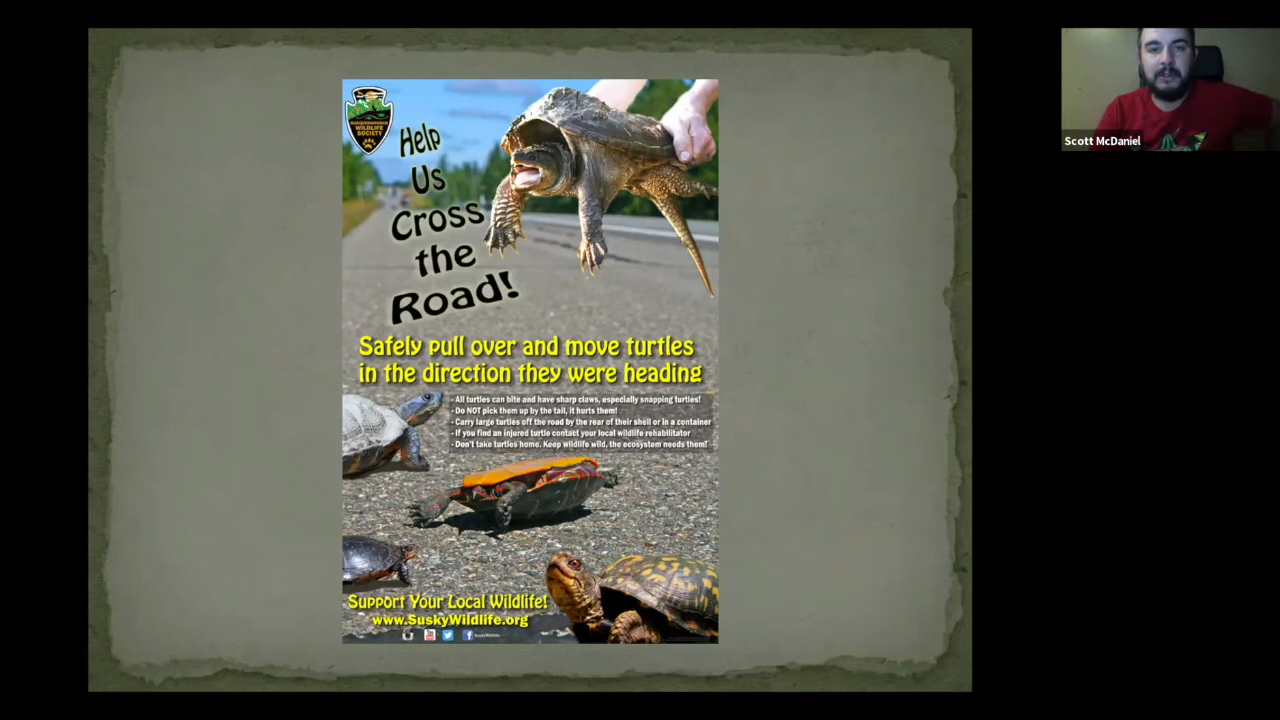 SUSQUEHANNOCK
WILDLIFE
SOCIETY
Help
Us
Cross
the
Road!
Safely pull over and move turtles
in the direction they were heading
- All turtles can bite and have sharp claws, especially snapping turtles!
- Do NOT pick them up by the tail, it hurts them!
- Carry large turtles off the road by the rear of their shell or in a container
- If you find an injured turtle contact your local wildlife rehabilitator
- Don't take turtles home. Keep wildlife wild, the ecosystem needs them!
Support Your Local Wildlife!
www.SuskyWildlife.org
SuskyWildlife
Scott McDaniel